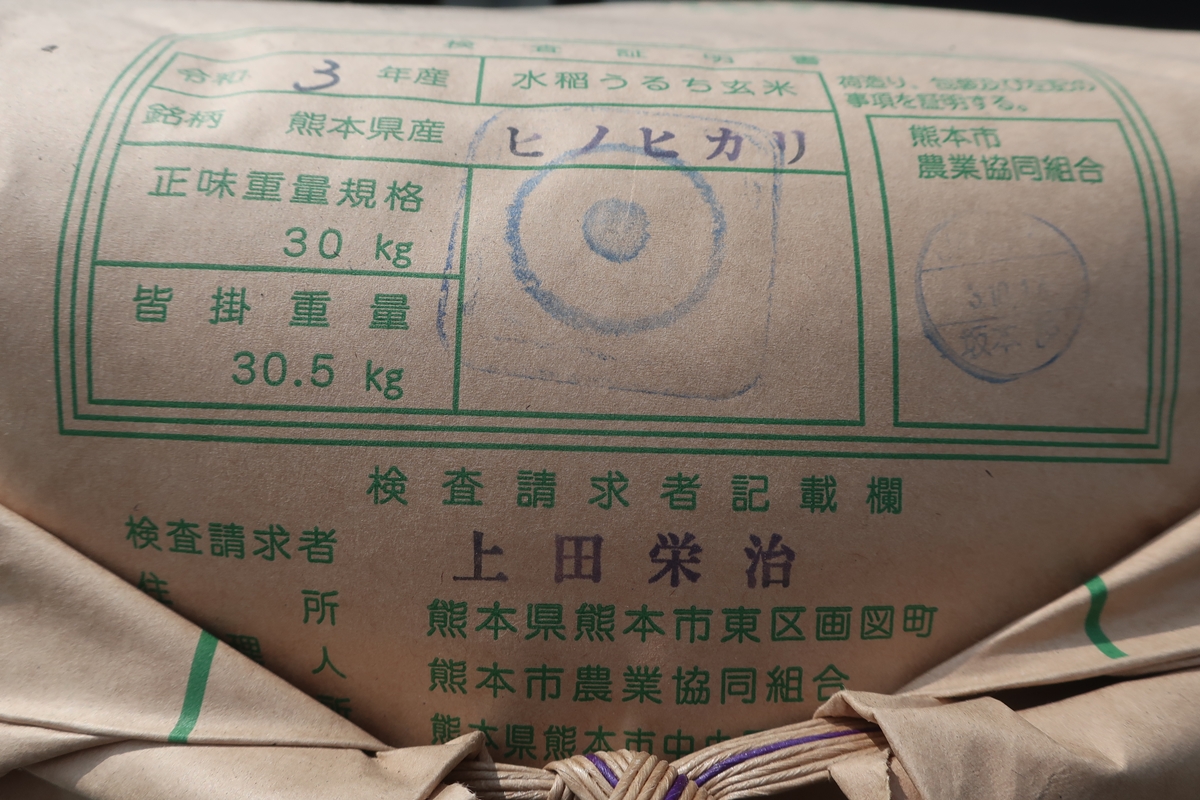 検査証明書
令和 3 年産 水稲うるち玄米
銘柄 熊本県産 ヒノヒカリ
正味重量規格
30 kg
皆掛重量
30.5 kg
荷造り、包装及び左記の
事項を証明する。
熊本市
農業協同組合
検査請求者記載欄
検査請求者 上田栄治
住所 熊本県熊本市東区画図町
理人 熊本市農業協同組合
熊本県熊本市中央